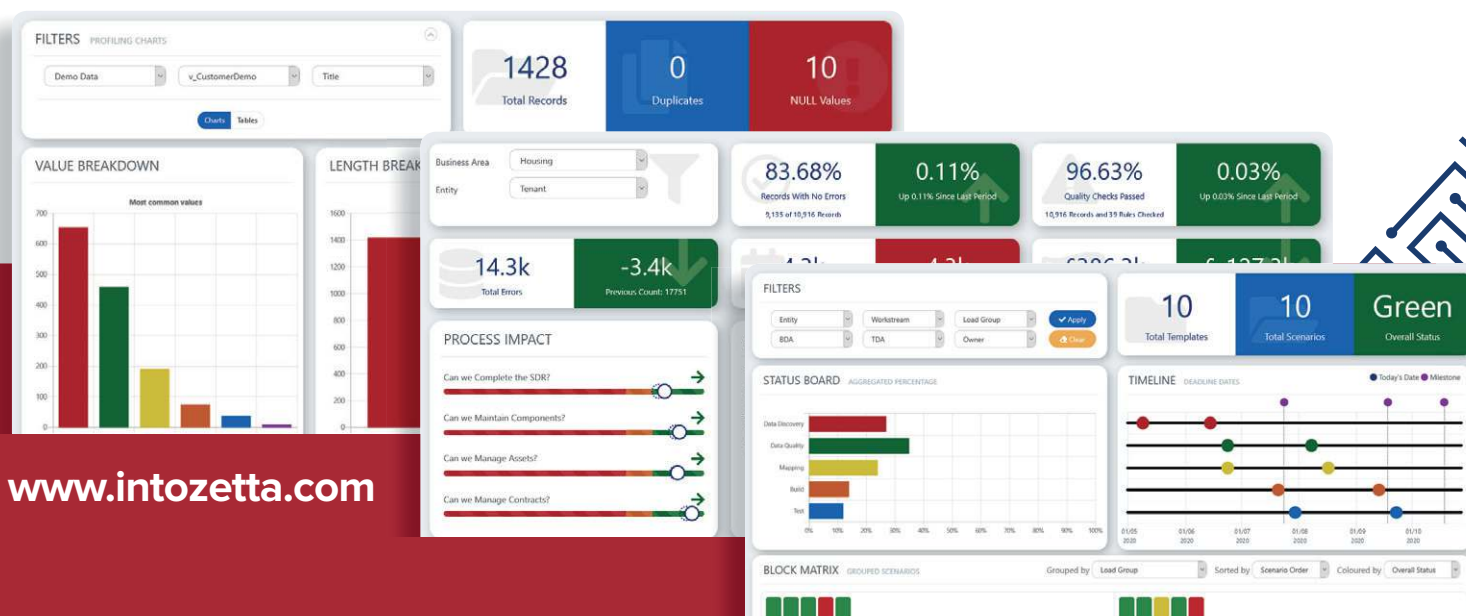 FILTERS PROFILING CHARTS
Demo Data
v_CustomerDemo
Title
Charts Tables
1428
Total Records
0
Duplicates
10
NULL Values
VALUE BREAKDOWN
Most common values
700
600
500
400
300
200
100
0
LENGTH BREAK
1600
1400
1200
1000
800
600
400
200
0
Business Area Housing
Entity Tenant
83.68%
Records With No Errors
9,135 of 10,916 Records
0.11%
Up 0.11% Since Last Period
96.63%
Quality Checks Passed
10,916 Records and 39 Rules Checked
0.03%
Up 0.03% Since Last Period
14.3k
Total Errors
-3.4k
Previous Count: 17751
PROCESS IMPACT
Can we Complete the SDR?
Can we Maintain Components?
Can we Manage Assets?
Can we Manage Contracts?
FILTERS
Entity Workstream Load Group Apply
BDA TDA Owner Clear
10
Total Templates
10
Total Scenarios
Green
Overall Status
STATUS BOARD AGGREGATED PERCENTAGE
Data Discovery
Data Quality
Mapping
Build
Test
0% 10% 20% 30% 40% 50% 60% 70% 80% 90% 100%
TIMELINE DEADLINE DATES
Today's Date Milestone
01/05 01/06 01/07 01/08 01/09 01/10
2020 2020 2020 2020 2020 2020
BLOCK MATRIX GROUPED SCENARIOS
Grouped by Load Group Sorted by Scenario Order Coloured by Overall Status
www.intozetta.com